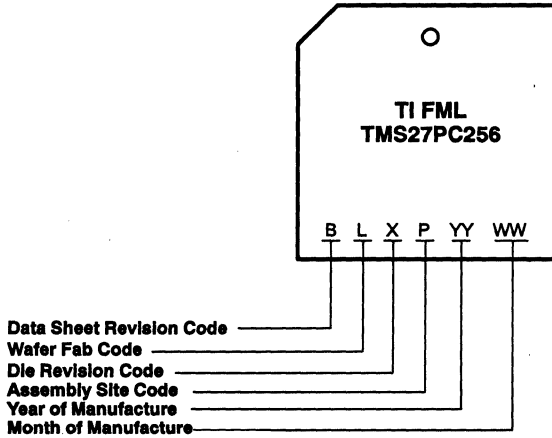 TI FML
TMS27PC256
B L X P YY WW
Data Sheet Revision Code
Wafer Fab Code
Die Revision Code
Assembly Site Code
Year of Manufacture
Month of Manufacture